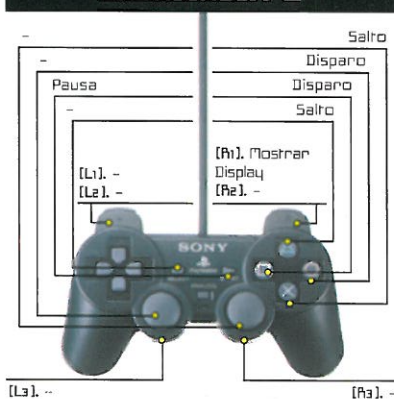 - Salto
- Disparo
Pausa Disparo
- Salto
[L1]. -
[L2]. -
[R1]. Mostrar
Display
[R2]. -
SONY
[L3]. -
[R3]. -